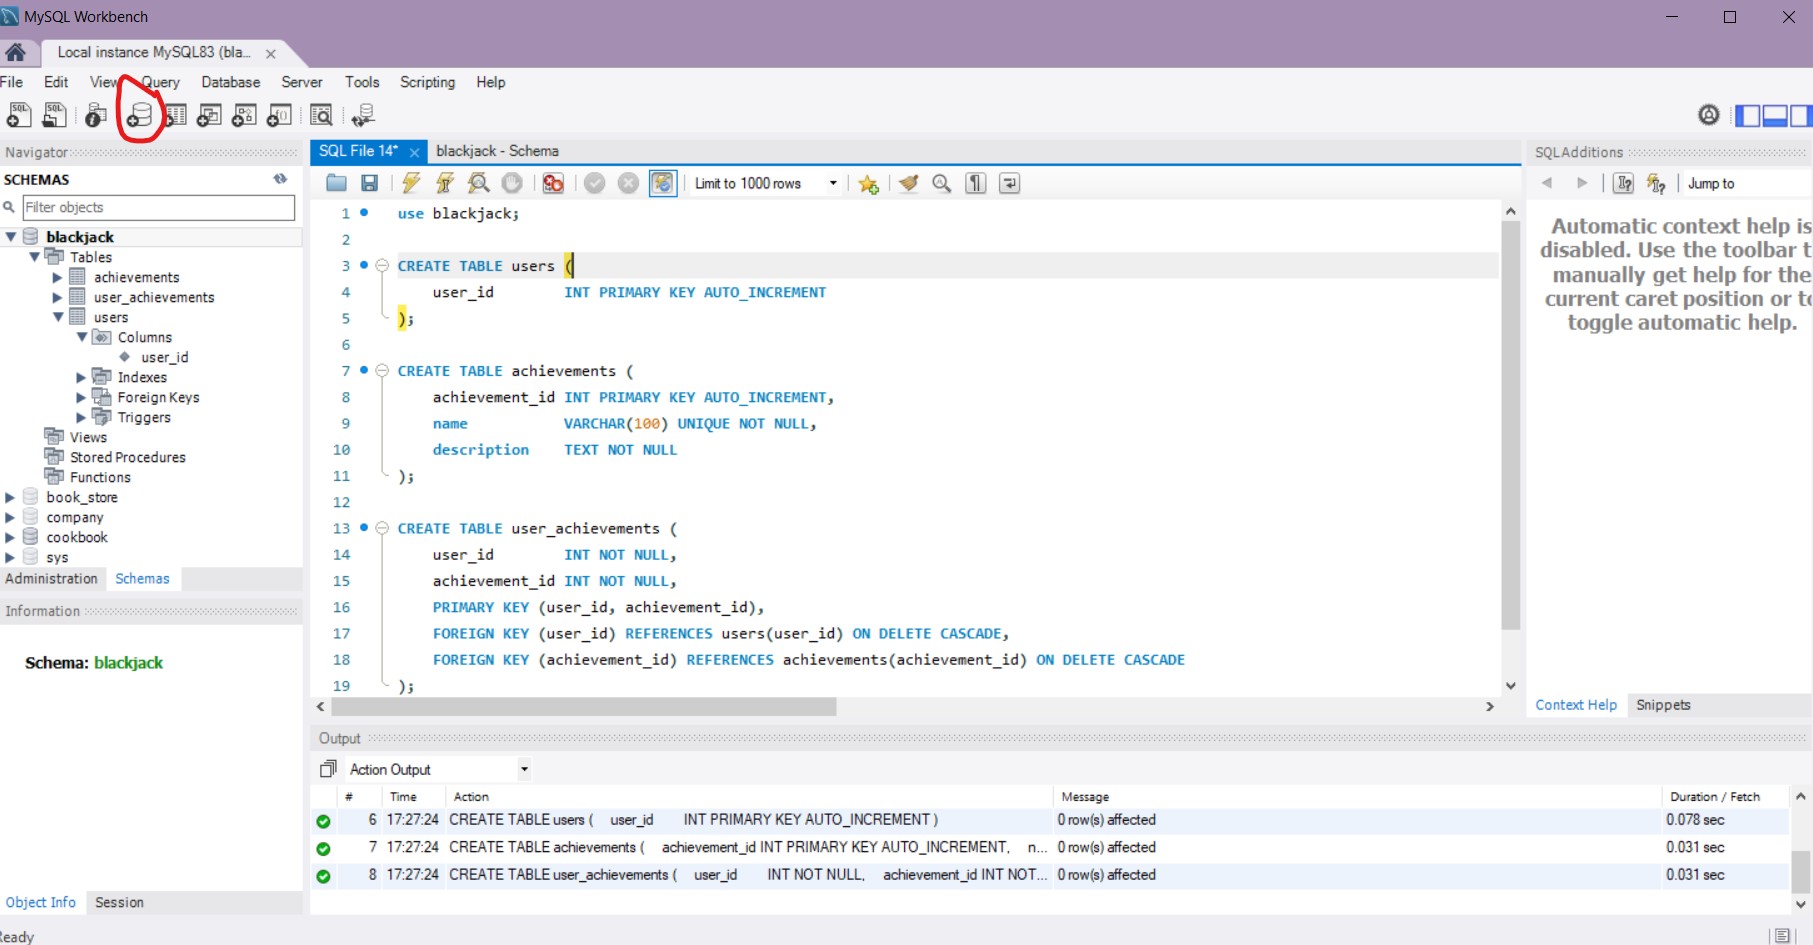 MySQL Workbench
Local instance MySQL83 (bla...
File Edit View Query Database Server Tools Scripting Help
Navigator
SCHEMAS
Filter objects
blackjack
Tables
achievements
user_achievements
users
Columns
user_id
Indexes
Foreign Keys
Triggers
Views
Stored Procedures
Functions
book_store
company
cookbook
sys
Administration Schemas
Information
Schema: blackjack
Object Info Session
SQL File 14* blackjack - Schema
Limit to 1000 rows
1 use blackjack;
2
3 CREATE TABLE users (
4 user_id INT PRIMARY KEY AUTO_INCREMENT
5 );
6
7 CREATE TABLE achievements (
8 achievement_id INT PRIMARY KEY AUTO_INCREMENT,
9 name VARCHAR(100) UNIQUE NOT NULL,
10 description TEXT NOT NULL
11 );
12
13 CREATE TABLE user_achievements (
14 user_id INT NOT NULL,
15 achievement_id INT NOT NULL,
16 PRIMARY KEY (user_id, achievement_id),
17 FOREIGN KEY (user_id) REFERENCES users(user_id) ON DELETE CASCADE,
18 FOREIGN KEY (achievement_id) REFERENCES achievements(achievement_id) ON DELETE CASCADE
19 );
SQLAdditions
Jump to
Automatic context help is
disabled. Use the toolbar t
manually get help for the
current caret position or to
toggle automatic help.
Context Help Snippets
Output
Action Output
# Time Action Message Duration / Fetch
6 17:27:24 CREATE TABLE users ( user_id INT PRIMARY KEY AUTO_INCREMENT ) 0 row(s) affected 0.078 sec
7 17:27:24 CREATE TABLE achievements ( achievement_id INT PRIMARY KEY AUTO_INCREMENT, n... 0 row(s) affected 0.031 sec
8 17:27:24 CREATE TABLE user_achievements ( user_id INT NOT NULL, achievement_id INT NOT... 0 row(s) affected 0.031 sec
Ready